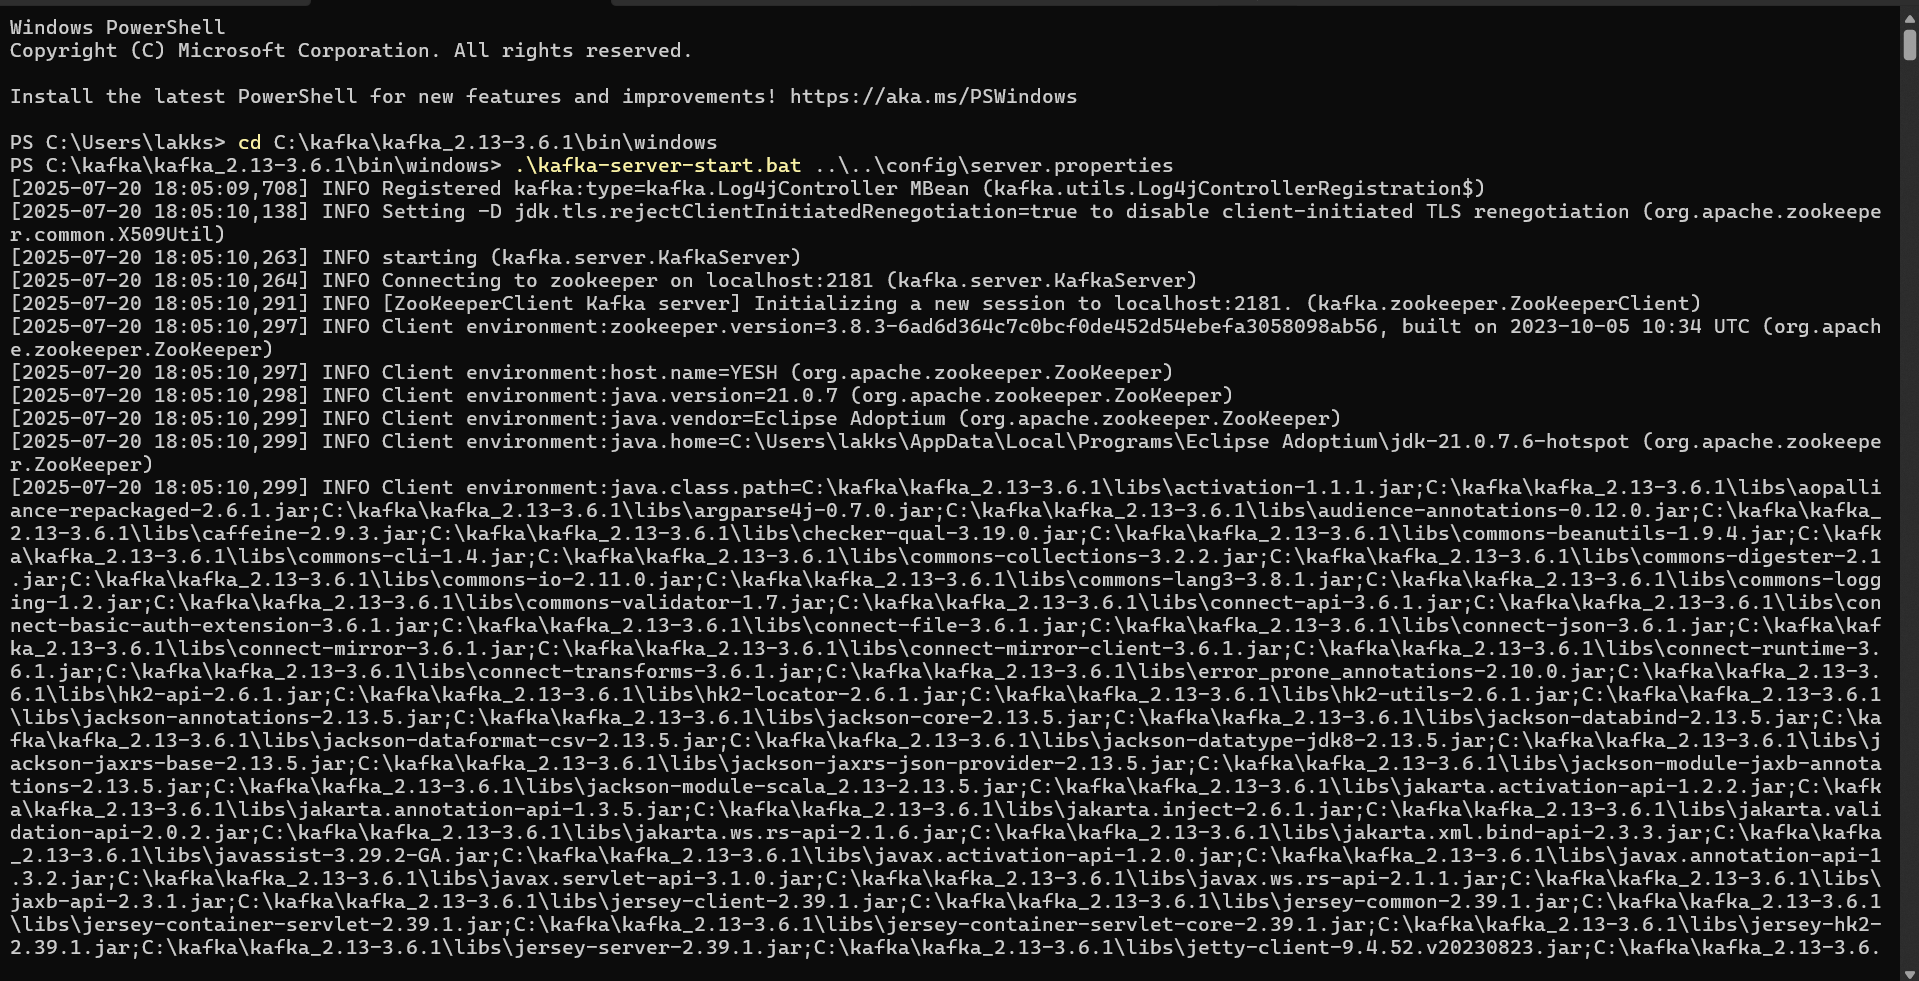 Windows PowerShell
Copyright (C) Microsoft Corporation. All rights reserved.
Install the latest PowerShell for new features and improvements! https://aka.ms/PSWindows
PS C:\Users\lakks> cd C:\kafka\kafka_2.13-3.6.1\bin\windows
PS C:\kafka\kafka_2.13-3.6.1\bin\windows> .\kafka-server-start.bat ..\..\config\server.properties
[2025-07-20 18:05:09,708] INFO Registered kafka:type=kafka.Log4jController MBean (kafka.utils.Log4jControllerRegistration$)
[2025-07-20 18:05:10,138] INFO Setting -D jdk.tls.rejectClientInitiatedRenegotiation=true to disable client-initiated TLS renegotiation (org.apache.zookeepe
r.common.X509Util)
[2025-07-20 18:05:10,263] INFO starting (kafka.server.KafkaServer)
[2025-07-20 18:05:10,264] INFO Connecting to zookeeper on localhost:2181 (kafka.server.KafkaServer)
[2025-07-20 18:05:10,291] INFO [ZooKeeperClient Kafka server] Initializing a new session to localhost:2181. (kafka.zookeeper.ZooKeeperClient)
[2025-07-20 18:05:10,297] INFO Client environment:zookeeper.version=3.8.3-6ad6d364c7c0bcf0de452d54ebefa3058098ab56, built on 2023-10-05 10:34 UTC (org.apach
e.zookeeper.ZooKeeper)
[2025-07-20 18:05:10,297] INFO Client environment:host.name=YESH (org.apache.zookeeper.ZooKeeper)
[2025-07-20 18:05:10,298] INFO Client environment:java.version=21.0.7 (org.apache.zookeeper.ZooKeeper)
[2025-07-20 18:05:10,299] INFO Client environment:java.vendor=Eclipse Adoptium (org.apache.zookeeper.ZooKeeper)
[2025-07-20 18:05:10,299] INFO Client environment:java.home=C:\Users\lakks\AppData\Local\Programs\Eclipse Adoptium\jdk-21.0.7.6-hotspot (org.apache.zookeepe
r.ZooKeeper)
[2025-07-20 18:05:10,299] INFO Client environment:java.class.path=C:\kafka\kafka_2.13-3.6.1\libs\activation-1.1.1.jar;C:\kafka\kafka_2.13-3.6.1\libs\aopalli
ance-repackaged-2.6.1.jar;C:\kafka\kafka_2.13-3.6.1\libs\argparse4j-0.7.0.jar;C:\kafka\kafka_2.13-3.6.1\libs\audience-annotations-0.12.0.jar;C:\kafka\kafka_
2.13-3.6.1\libs\caffeine-2.9.3.jar;C:\kafka\kafka_2.13-3.6.1\libs\checker-qual-3.19.0.jar;C:\kafka\kafka_2.13-3.6.1\libs\commons-beanutils-1.9.4.jar;C:\kafk
a\kafka_2.13-3.6.1\libs\commons-cli-1.4.jar;C:\kafka\kafka_2.13-3.6.1\libs\commons-collections-3.2.2.jar;C:\kafka\kafka_2.13-3.6.1\libs\commons-digester-2.1
.jar;C:\kafka\kafka_2.13-3.6.1\libs\commons-io-2.11.0.jar;C:\kafka\kafka_2.13-3.6.1\libs\commons-lang3-3.8.1.jar;C:\kafka\kafka_2.13-3.6.1\libs\commons-logg
ing-1.2.jar;C:\kafka\kafka_2.13-3.6.1\libs\commons-validator-1.7.jar;C:\kafka\kafka_2.13-3.6.1\libs\connect-api-3.6.1.jar;C:\kafka\kafka_2.13-3.6.1\libs\con
nect-basic-auth-extension-3.6.1.jar;C:\kafka\kafka_2.13-3.6.1\libs\connect-file-3.6.1.jar;C:\kafka\kafka_2.13-3.6.1\libs\connect-json-3.6.1.jar;C:\kafka\kaf
ka_2.13-3.6.1\libs\connect-mirror-3.6.1.jar;C:\kafka\kafka_2.13-3.6.1\libs\connect-mirror-client-3.6.1.jar;C:\kafka\kafka_2.13-3.6.1\libs\connect-runtime-3.
6.1.jar;C:\kafka\kafka_2.13-3.6.1\libs\connect-transforms-3.6.1.jar;C:\kafka\kafka_2.13-3.6.1\libs\error_prone_annotations-2.10.0.jar;C:\kafka\kafka_2.13-3.
6.1\libs\hk2-api-2.6.1.jar;C:\kafka\kafka_2.13-3.6.1\libs\hk2-locator-2.6.1.jar;C:\kafka\kafka_2.13-3.6.1\libs\hk2-utils-2.6.1.jar;C:\kafka\kafka_2.13-3.6.1
\libs\jackson-annotations-2.13.5.jar;C:\kafka\kafka_2.13-3.6.1\libs\jackson-core-2.13.5.jar;C:\kafka\kafka_2.13-3.6.1\libs\jackson-databind-2.13.5.jar;C:\ka
fka\kafka_2.13-3.6.1\libs\jackson-dataformat-csv-2.13.5.jar;C:\kafka\kafka_2.13-3.6.1\libs\jackson-datatype-jdk8-2.13.5.jar;C:\kafka\kafka_2.13-3.6.1\libs\j
ackson-jaxrs-base-2.13.5.jar;C:\kafka\kafka_2.13-3.6.1\libs\jackson-jaxrs-json-provider-2.13.5.jar;C:\kafka\kafka_2.13-3.6.1\libs\jackson-module-jaxb-annota
tions-2.13.5.jar;C:\kafka\kafka_2.13-3.6.1\libs\jackson-module-scala_2.13-2.13.5.jar;C:\kafka\kafka_2.13-3.6.1\libs\jakarta.activation-api-1.2.2.jar;C:\kafk
a\kafka_2.13-3.6.1\libs\jakarta.annotation-api-1.3.5.jar;C:\kafka\kafka_2.13-3.6.1\libs\jakarta.inject-2.6.1.jar;C:\kafka\kafka_2.13-3.6.1\libs\jakarta.vali
dation-api-2.0.2.jar;C:\kafka\kafka_2.13-3.6.1\libs\jakarta.ws.rs-api-2.1.6.jar;C:\kafka\kafka_2.13-3.6.1\libs\jakarta.xml.bind-api-2.3.3.jar;C:\kafka\kafka
_2.13-3.6.1\libs\javassist-3.29.2-GA.jar;C:\kafka\kafka_2.13-3.6.1\libs\javax.activation-api-1.2.0.jar;C:\kafka\kafka_2.13-3.6.1\libs\javax.annotation-api-1
.3.2.jar;C:\kafka\kafka_2.13-3.6.1\libs\javax.servlet-api-3.1.0.jar;C:\kafka\kafka_2.13-3.6.1\libs\javax.ws.rs-api-2.1.1.jar;C:\kafka\kafka_2.13-3.6.1\libs\
jaxb-api-2.3.1.jar;C:\kafka\kafka_2.13-3.6.1\libs\jersey-client-2.39.1.jar;C:\kafka\kafka_2.13-3.6.1\libs\jersey-common-2.39.1.jar;C:\kafka\kafka_2.13-3.6.1
\libs\jersey-container-servlet-2.39.1.jar;C:\kafka\kafka_2.13-3.6.1\libs\jersey-container-servlet-core-2.39.1.jar;C:\kafka\kafka_2.13-3.6.1\libs\jersey-hk2-
2.39.1.jar;C:\kafka\kafka_2.13-3.6.1\libs\jersey-server-2.39.1.jar;C:\kafka\kafka_2.13-3.6.1\libs\jetty-client-9.4.52.v20230823.jar;C:\kafka\kafka_2.13-3.6.